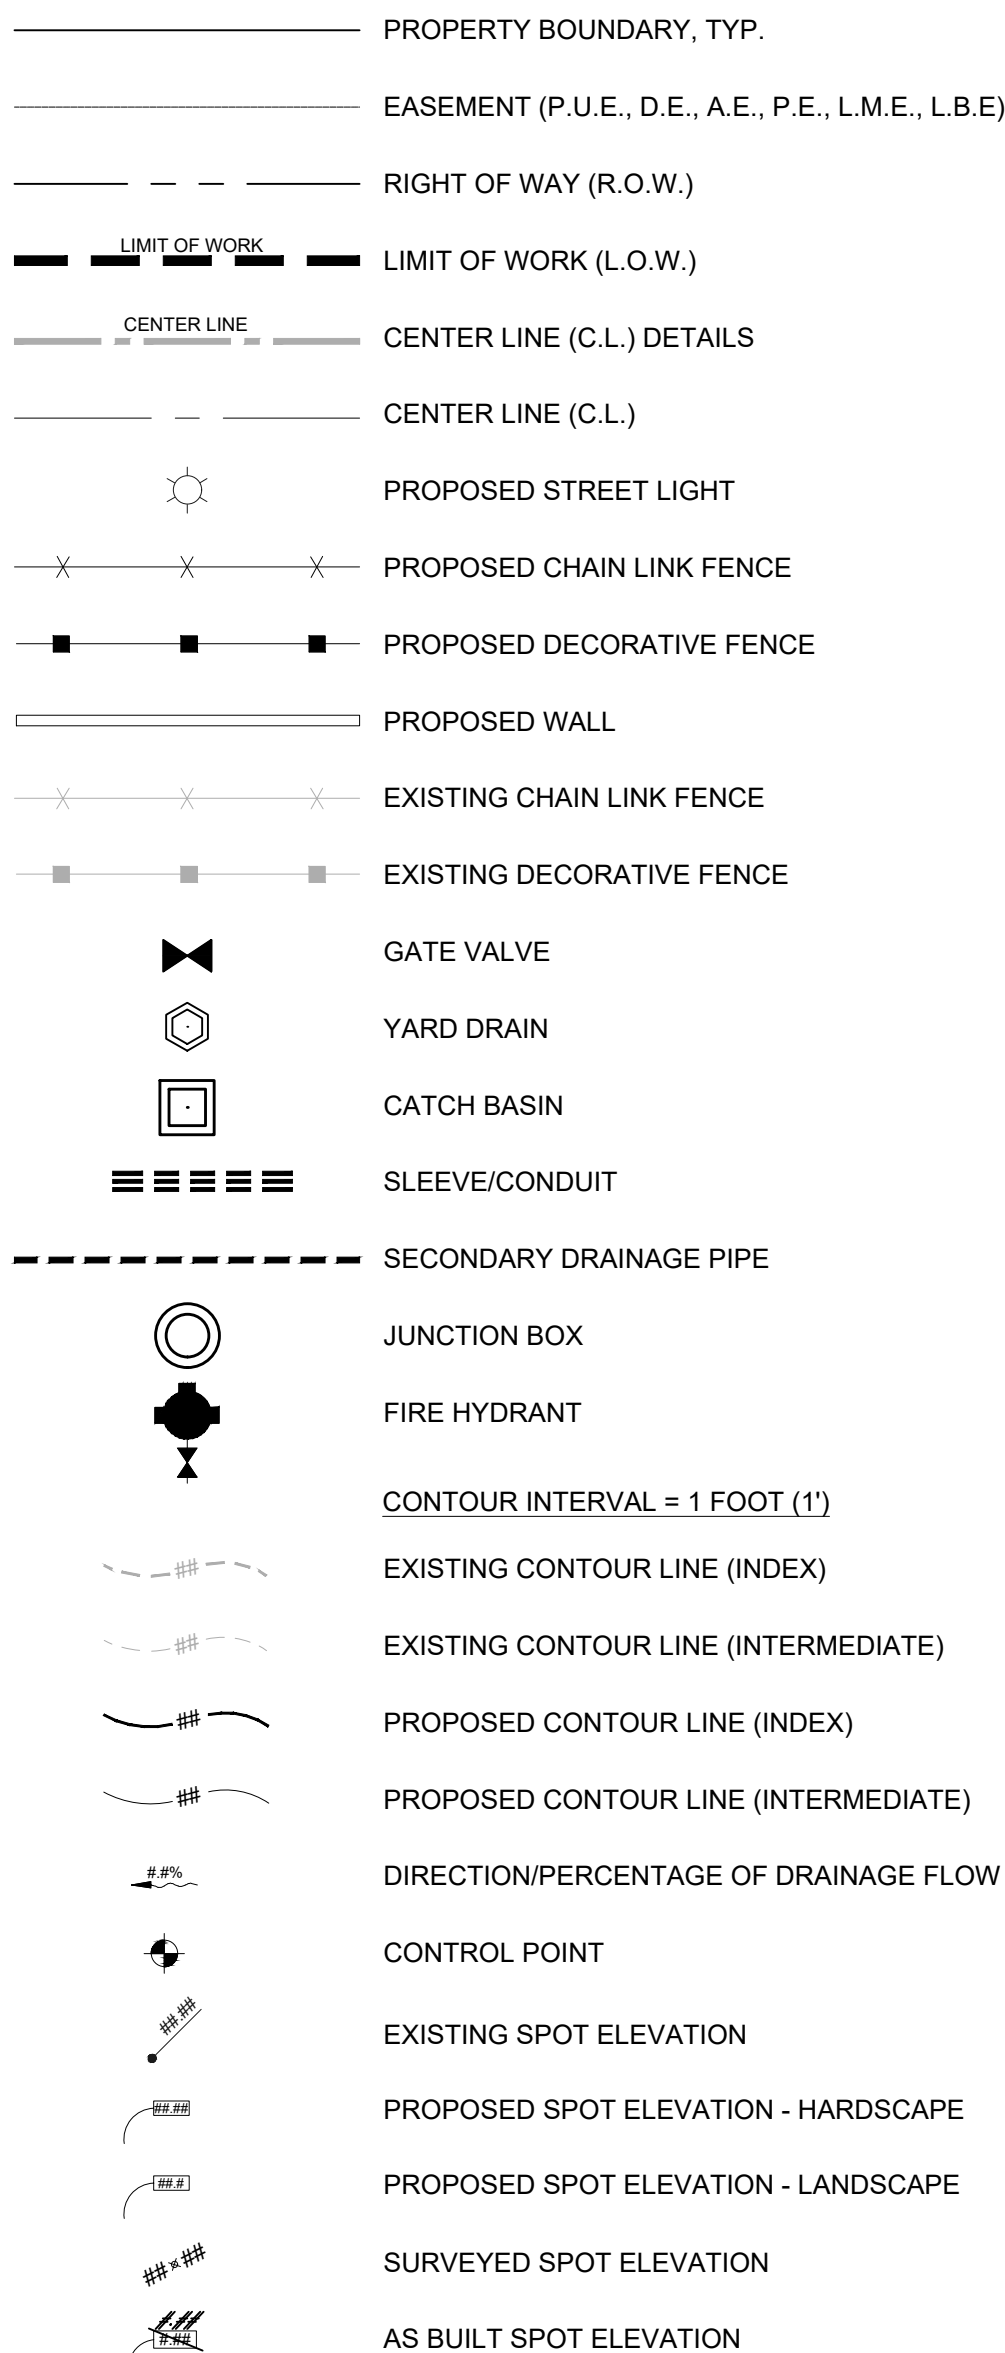 PROPERTY BOUNDARY, TYP.
EASEMENT (P.U.E., D.E., A.E., P.E., L.M.E., L.B.E)
RIGHT OF WAY (R.O.W.)
LIMIT OF WORK
LIMIT OF WORK (L.O.W.)
CENTER LINE
CENTER LINE (C.L.) DETAILS
CENTER LINE (C.L.)
PROPOSED STREET LIGHT
PROPOSED CHAIN LINK FENCE
PROPOSED DECORATIVE FENCE
PROPOSED WALL
EXISTING CHAIN LINK FENCE
EXISTING DECORATIVE FENCE
GATE VALVE
YARD DRAIN
CATCH BASIN
SLEEVE/CONDUIT
SECONDARY DRAINAGE PIPE
JUNCTION BOX
FIRE HYDRANT
CONTOUR INTERVAL = 1 FOOT (1')
## EXISTING CONTOUR LINE (INDEX)
## EXISTING CONTOUR LINE (INTERMEDIATE)
## PROPOSED CONTOUR LINE (INDEX)
## PROPOSED CONTOUR LINE (INTERMEDIATE)
#.#%
DIRECTION/PERCENTAGE OF DRAINAGE FLOW
CONTROL POINT
##.##
EXISTING SPOT ELEVATION
##.## PROPOSED SPOT ELEVATION - HARDSCAPE
##.# PROPOSED SPOT ELEVATION - LANDSCAPE
## ## SURVEYED SPOT ELEVATION
#.##
#.## AS BUILT SPOT ELEVATION